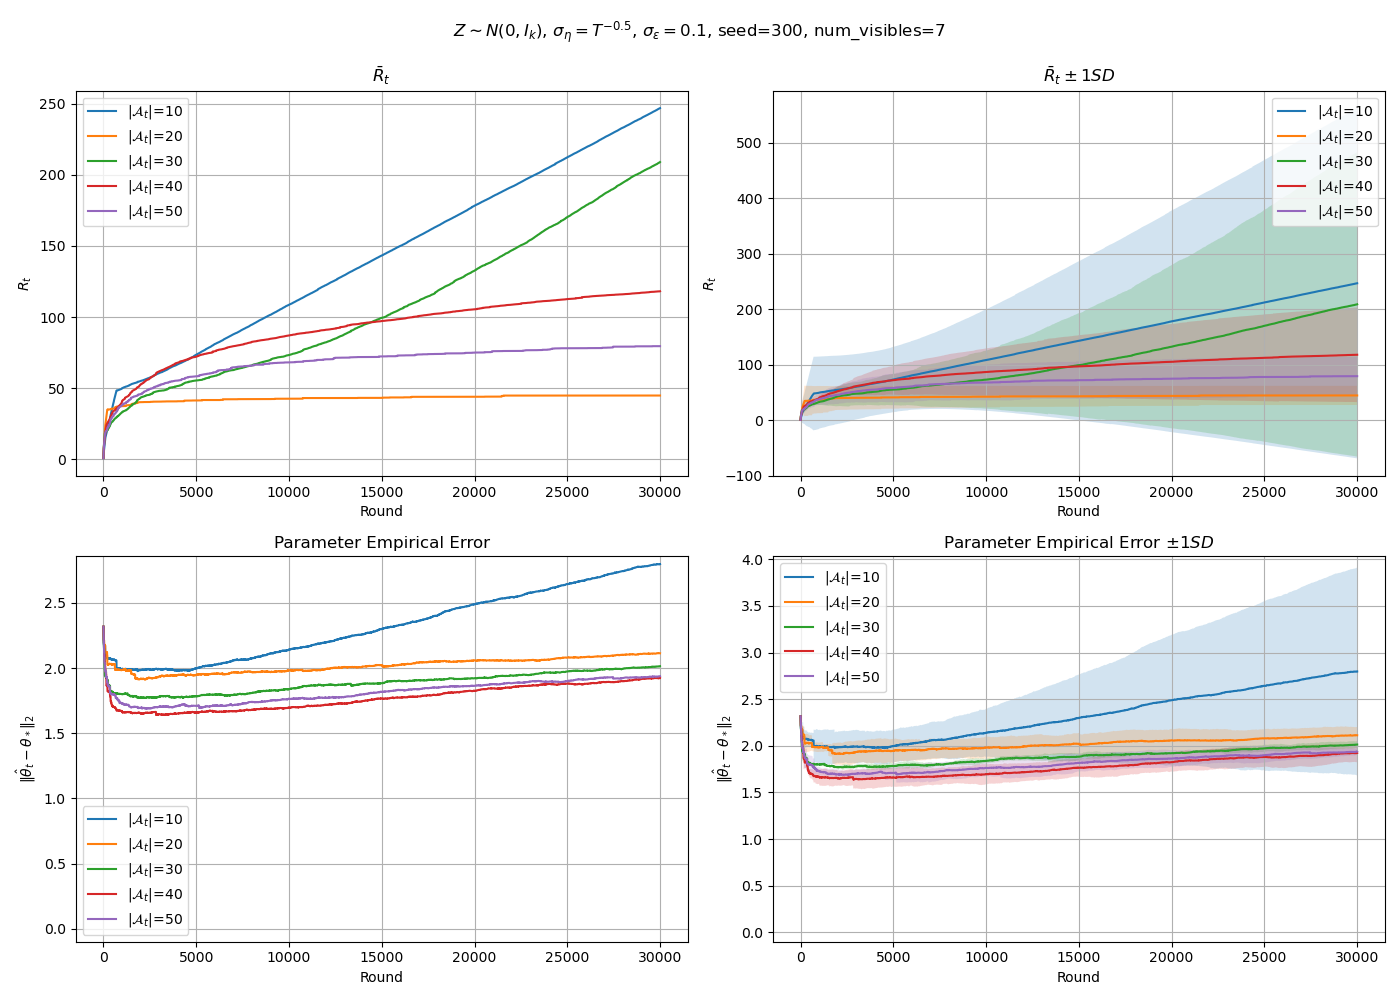 Z ∼ N(0, I_k), σ_η = T^{−0.5}, σ_ε = 0.1, seed=300, num_visibles=7
R̄_t
R_t
250
200
150
100
50
0
|𝒜_t|=10
|𝒜_t|=20
|𝒜_t|=30
|𝒜_t|=40
|𝒜_t|=50
0 5000 10000 15000 20000 25000 30000
Round
R̄_t ± 1SD
R_t
500
400
300
200
100
0
−100
|𝒜_t|=10
|𝒜_t|=20
|𝒜_t|=30
|𝒜_t|=40
|𝒜_t|=50
0 5000 10000 15000 20000 25000 30000
Round
Parameter Empirical Error
‖θ̂_t − θ_*‖_2
2.5
2.0
1.5
1.0
0.5
0.0
|𝒜_t|=10
|𝒜_t|=20
|𝒜_t|=30
|𝒜_t|=40
|𝒜_t|=50
0 5000 10000 15000 20000 25000 30000
Round
Parameter Empirical Error ±1SD
‖θ̂_t − θ_*‖_2
4.0
3.5
3.0
2.5
2.0
1.5
1.0
0.5
0.0
|𝒜_t|=10
|𝒜_t|=20
|𝒜_t|=30
|𝒜_t|=40
|𝒜_t|=50
0 5000 10000 15000 20000 25000 30000
Round